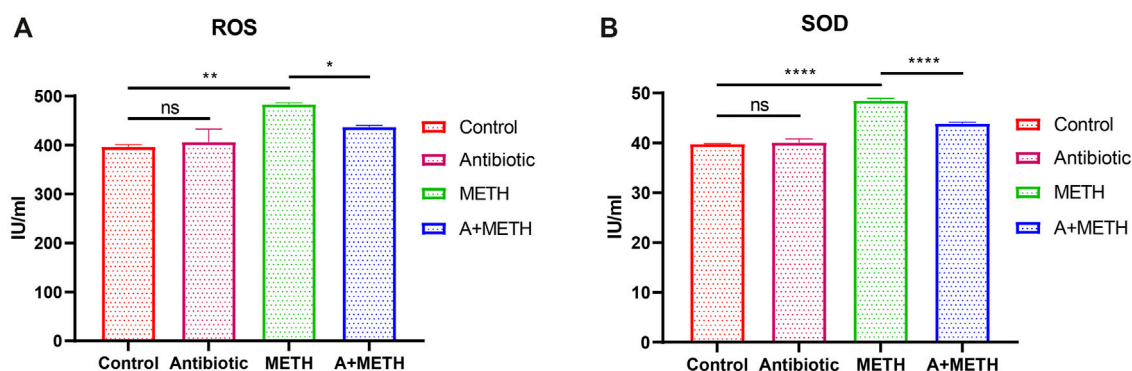 A
ROS
** *
ns
500
400
300
200
100
0
IU/ml
Control
Antibiotic
METH
A+METH
Control Antibiotic METH A+METH
B
SOD
**** ****
ns
50
40
30
20
10
0
IU/ml
Control
Antibiotic
METH
A+METH
Control Antibiotic METH A+METH